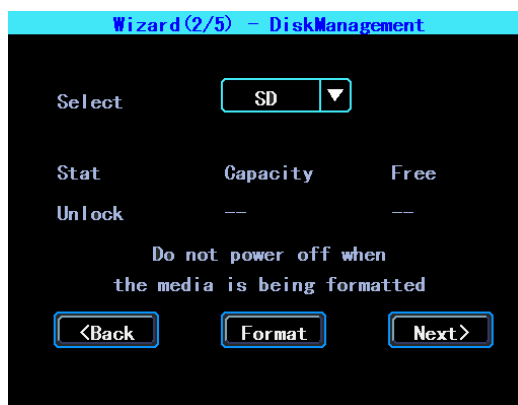 Wizard(2/5) - DiskManagement
Select SD
Stat Capacity Free
Unlock -- --
Do not power off when
the media is being formatted
<Back Format Next>